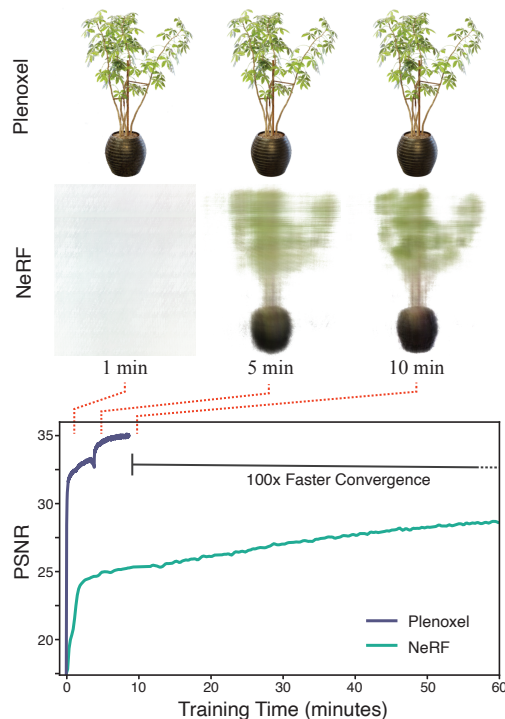 Plenoxel
NeRF
1 min 5 min 10 min
35
30
25
20
PSNR
100x Faster Convergence
Plenoxel
NeRF
0 10 20 30 40 50 60
Training Time (minutes)